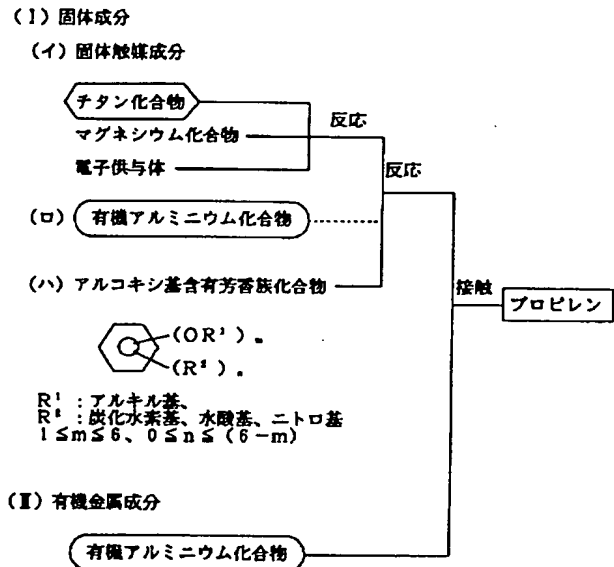 (Ⅰ)固体成分
(イ)固体触媒成分
チタン化合物
反応
マグネシウム化合物
電子供与体
反応
(ロ)有機アルミニウム化合物
(ハ)アルコキシ基含有芳香族化合物
接触
プロピレン
(OR¹)
(R²)
R¹:アルキル基、
R²:炭化水素基、水酸基、ニトロ基
1≦m≦6、0≦n≦(6-m)
(Ⅱ)有機金属成分
有機アルミニウム化合物